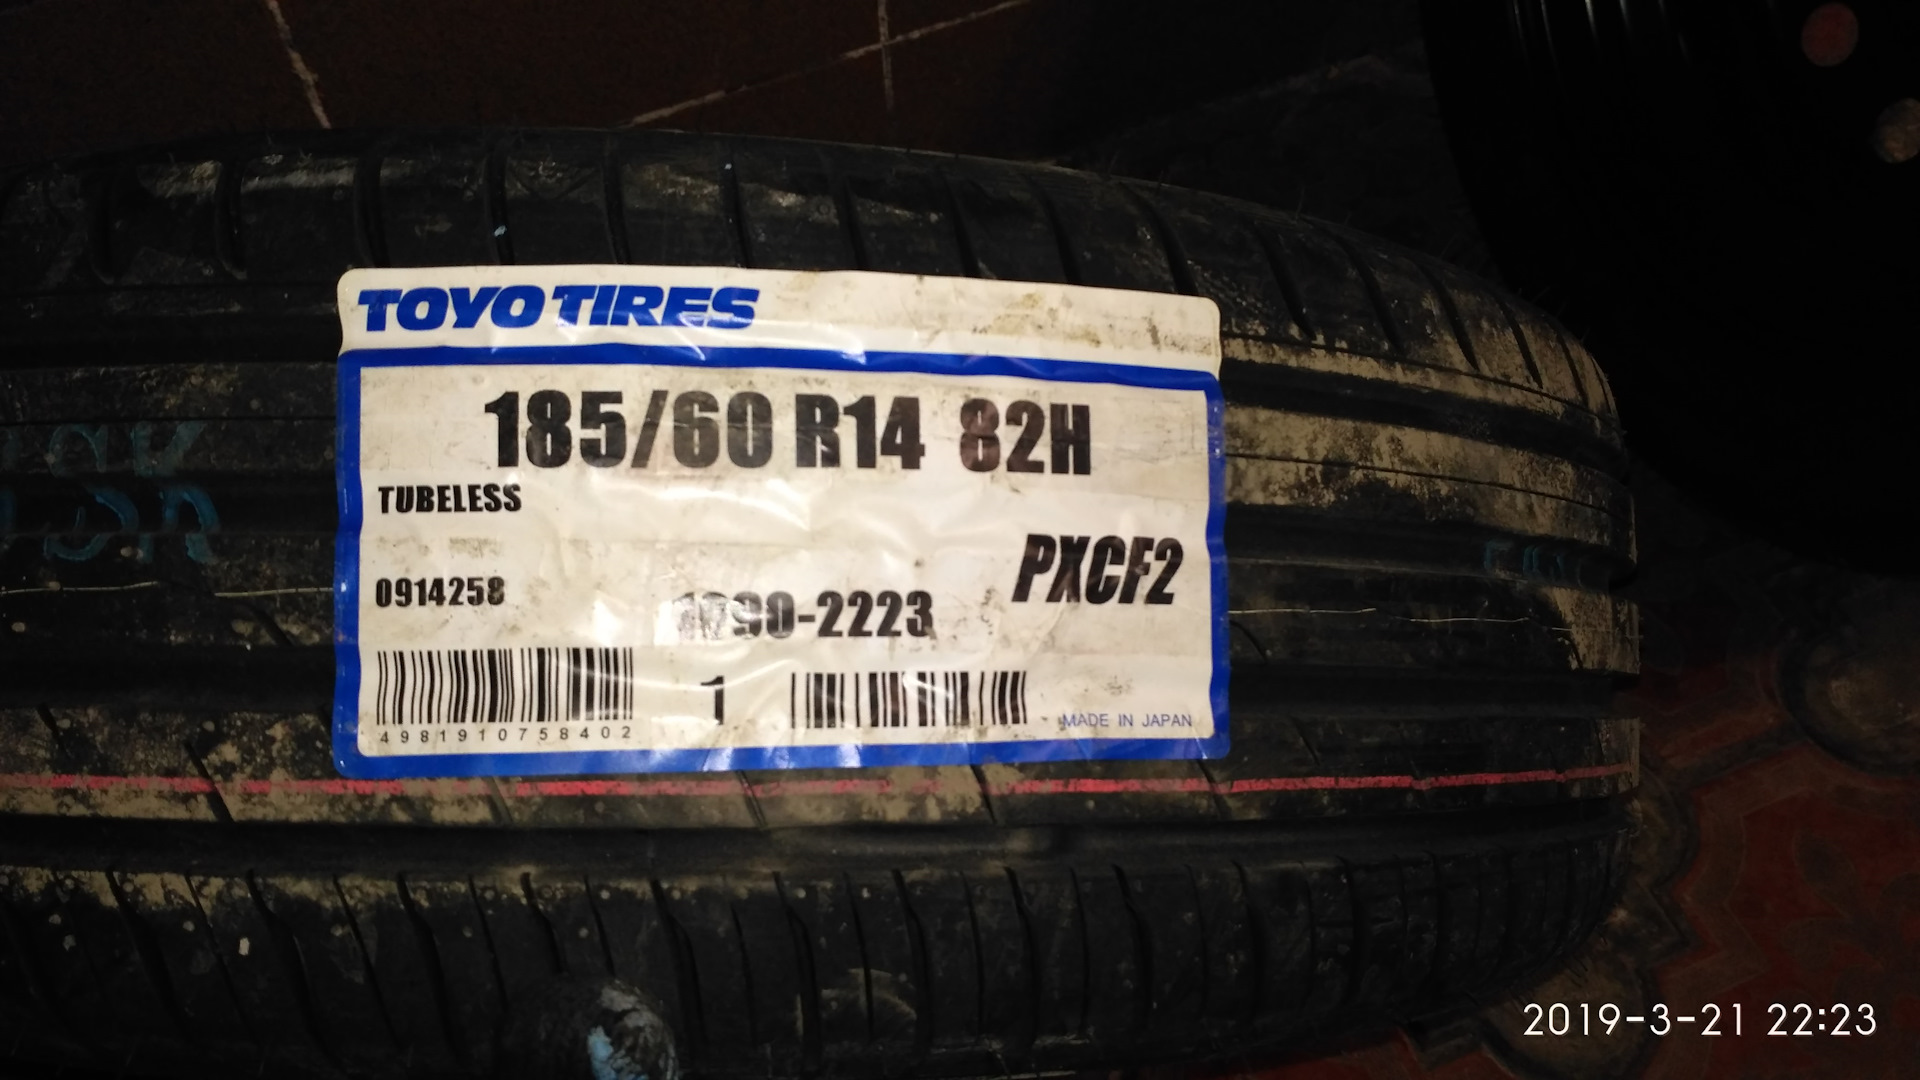 TOYO TIRES
185/60 R14 82H
TUBELESS
PXCF2
0914258
1
4981910758402
MADE IN JAPAN
2019-3-21 22:23